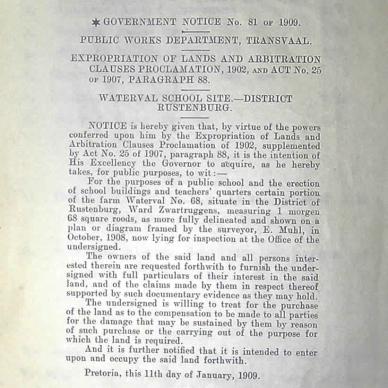 * GOVERNMENT NOTICE No. 81 OF 1909.
PUBLIC WORKS DEPARTMENT, TRANSVAAL.
EXPROPRIATION OF LANDS AND ARBITRATION
CLAUSES PROCLAMATION, 1902, AND ACT No. 25
OF 1907, PARAGRAPH 88.
WATERVAL SCHOOL SITE.—DISTRICT
RUSTENBURG.
NOTICE is hereby given that, by virtue of the powers
conferred upon him by the Expropriation of Lands and
Arbitration Clauses Proclamation of 1902, supplemented
by Act No. 25 of 1907, paragraph 88, it is the intention of
His Excellency the Governor to acquire, as he hereby
takes, for public purposes, to wit:—
For the purposes of a public school and the erection
of school buildings and teachers' quarters certain portion
of the farm Waterval No. 68, situate in the District of
Rustenburg, Ward Zwartruggens, measuring 1 morgen
68 square roods, as more fully delineated and shown on a
plan or diagram framed by the surveyor, E. Muhl, in
October, 1908, now lying for inspection at the Office of the
undersigned.
The owners of the said land and all persons inter-
ested therein are requested forthwith to furnish the under-
signed with full particulars of their interest in the said
land, and of the claims made by them in respect thereof
supported by such documentary evidence as they may hold.
The undersigned is willing to treat for the purchase
of the land as to the compensation to be made to all parties
for the damage that may be sustained by them by reason
of such purchase or the carrying out of the purpose for
which the land is required.
And it is further notified that it is intended to enter
upon and occupy the said land forthwith.
Pretoria, this 11th day of January, 1909.